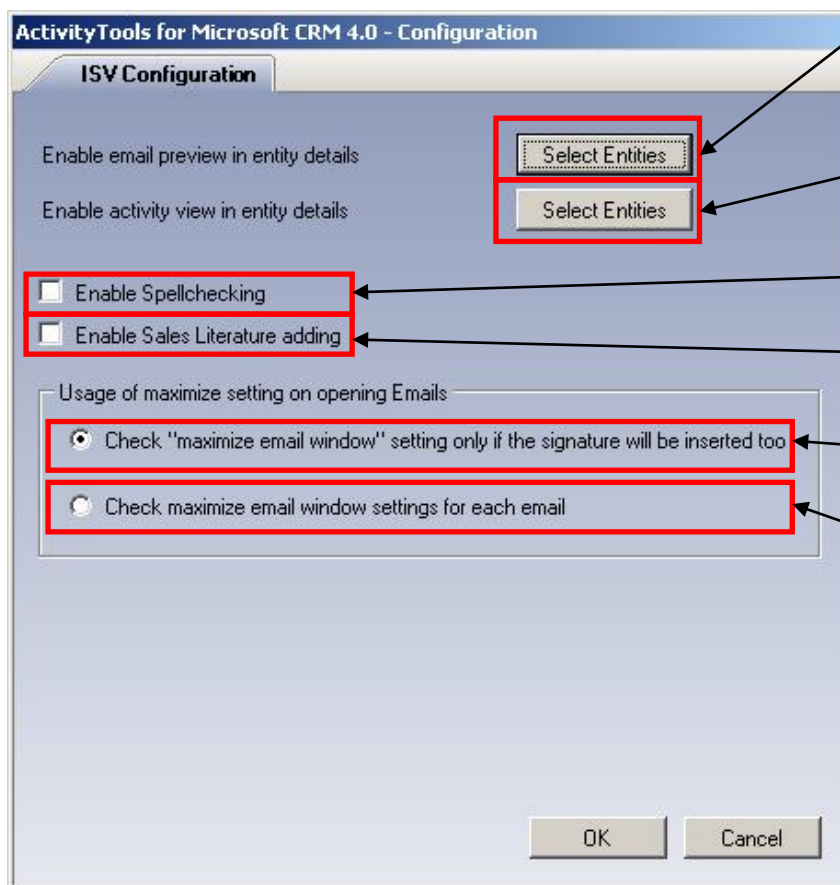 ActivityTools for Microsoft CRM 4.0 - Configuration
ISV Configuration
Enable email preview in entity details
Select Entities
Enable activity view in entity details
Select Entities
Enable Spellchecking
Enable Sales Literature adding
Usage of maximize setting on opening Emails
Check "maximize email window" setting only if the signature will be inserted too
Check maximize email window settings for each email
OK
Cancel